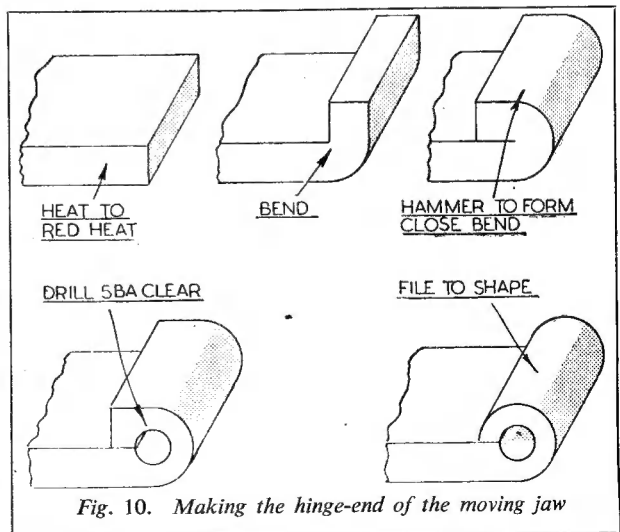 HEAT TO
RED HEAT
BEND
HAMMER TO FORM
CLOSE BEND
DRILL 5BA CLEAR
FILE TO SHAPE
Fig. 10. Making the hinge-end of the moving jaw